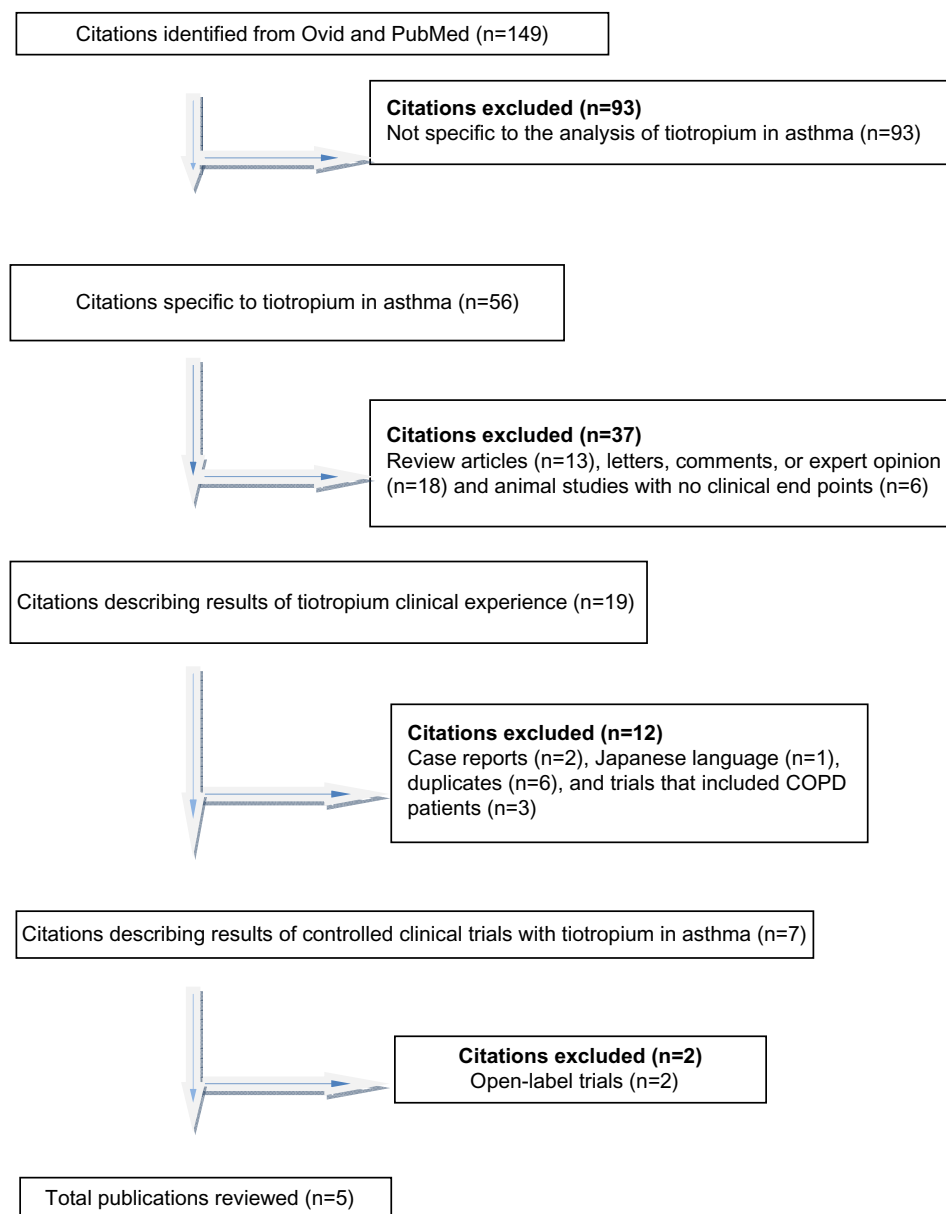 Citations identified from Ovid and PubMed (n=149)
Citations excluded (n=93)
Not specific to the analysis of tiotropium in asthma (n=93)
Citations specific to tiotropium in asthma (n=56)
Citations excluded (n=37)
Review articles (n=13), letters, comments, or expert opinion
(n=18) and animal studies with no clinical end points (n=6)
Citations describing results of tiotropium clinical experience (n=19)
Citations excluded (n=12)
Case reports (n=2), Japanese language (n=1),
duplicates (n=6), and trials that included COPD
patients (n=3)
Citations describing results of controlled clinical trials with tiotropium in asthma (n=7)
Citations excluded (n=2)
Open-label trials (n=2)
Total publications reviewed (n=5)